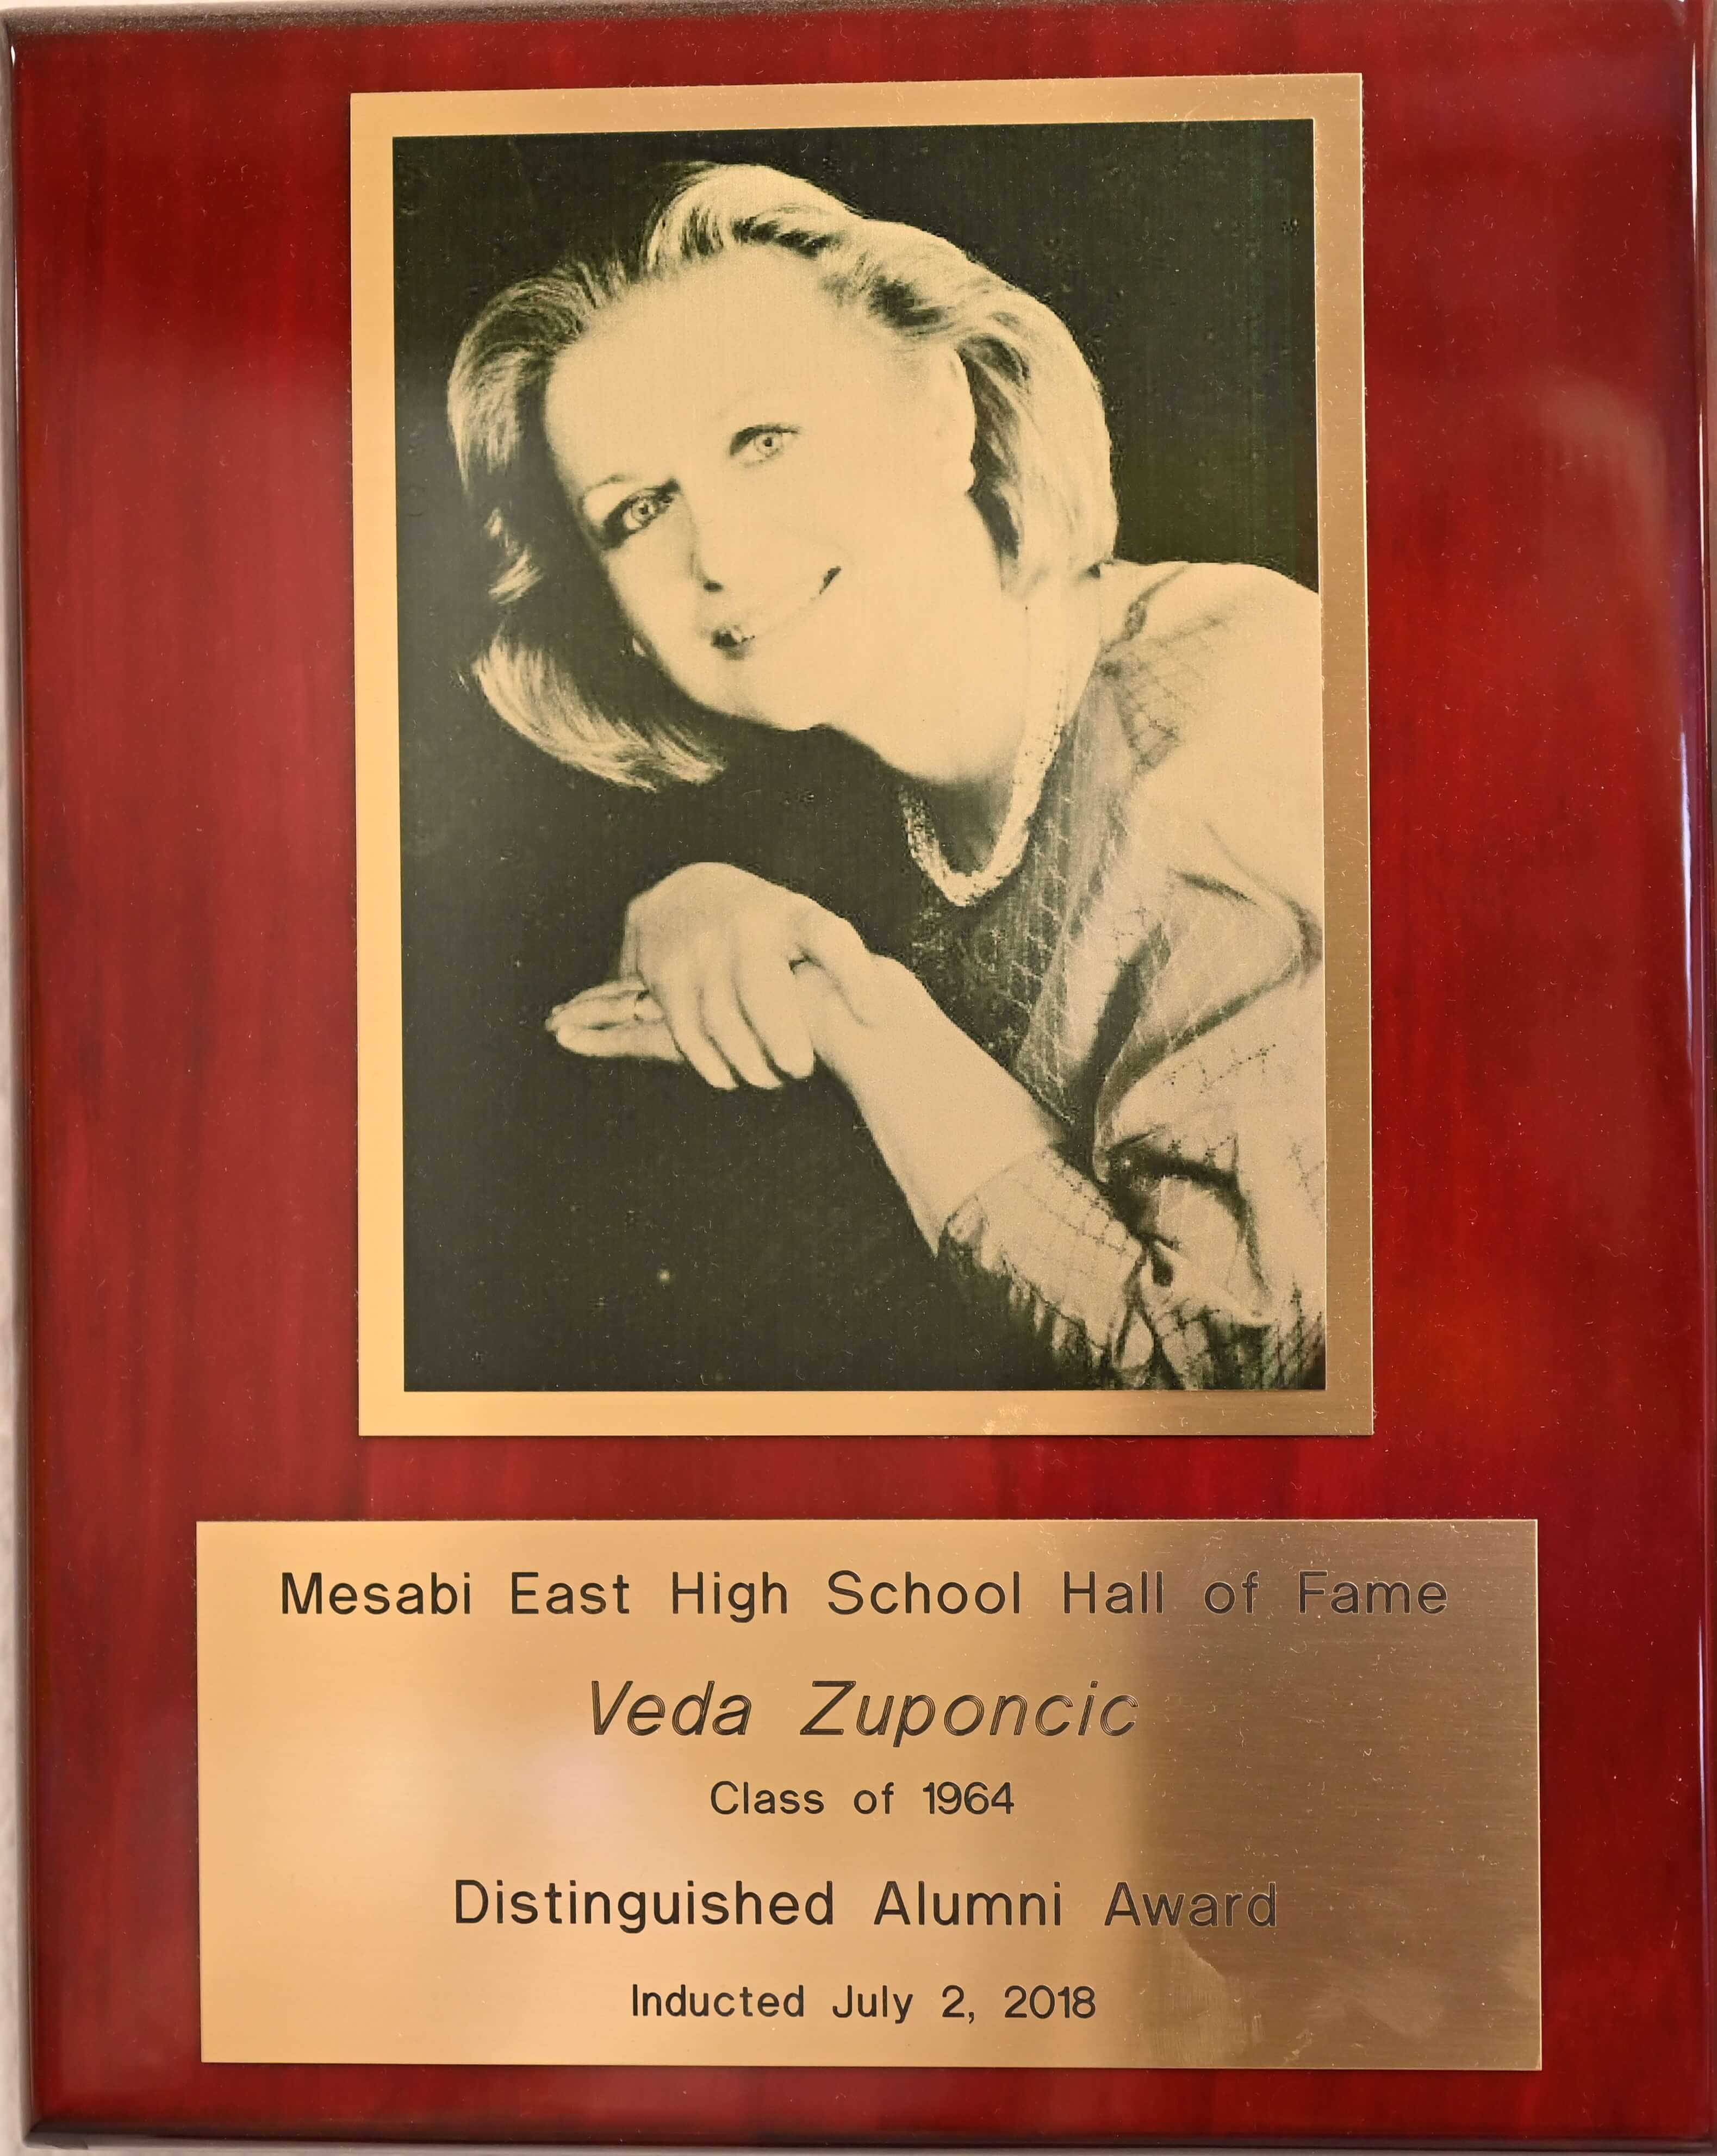 Mesabi East High School Hall of Fame
Veda Zuponcic
Class of 1964
Distinguished Alumni Award
Inducted July 2, 2018